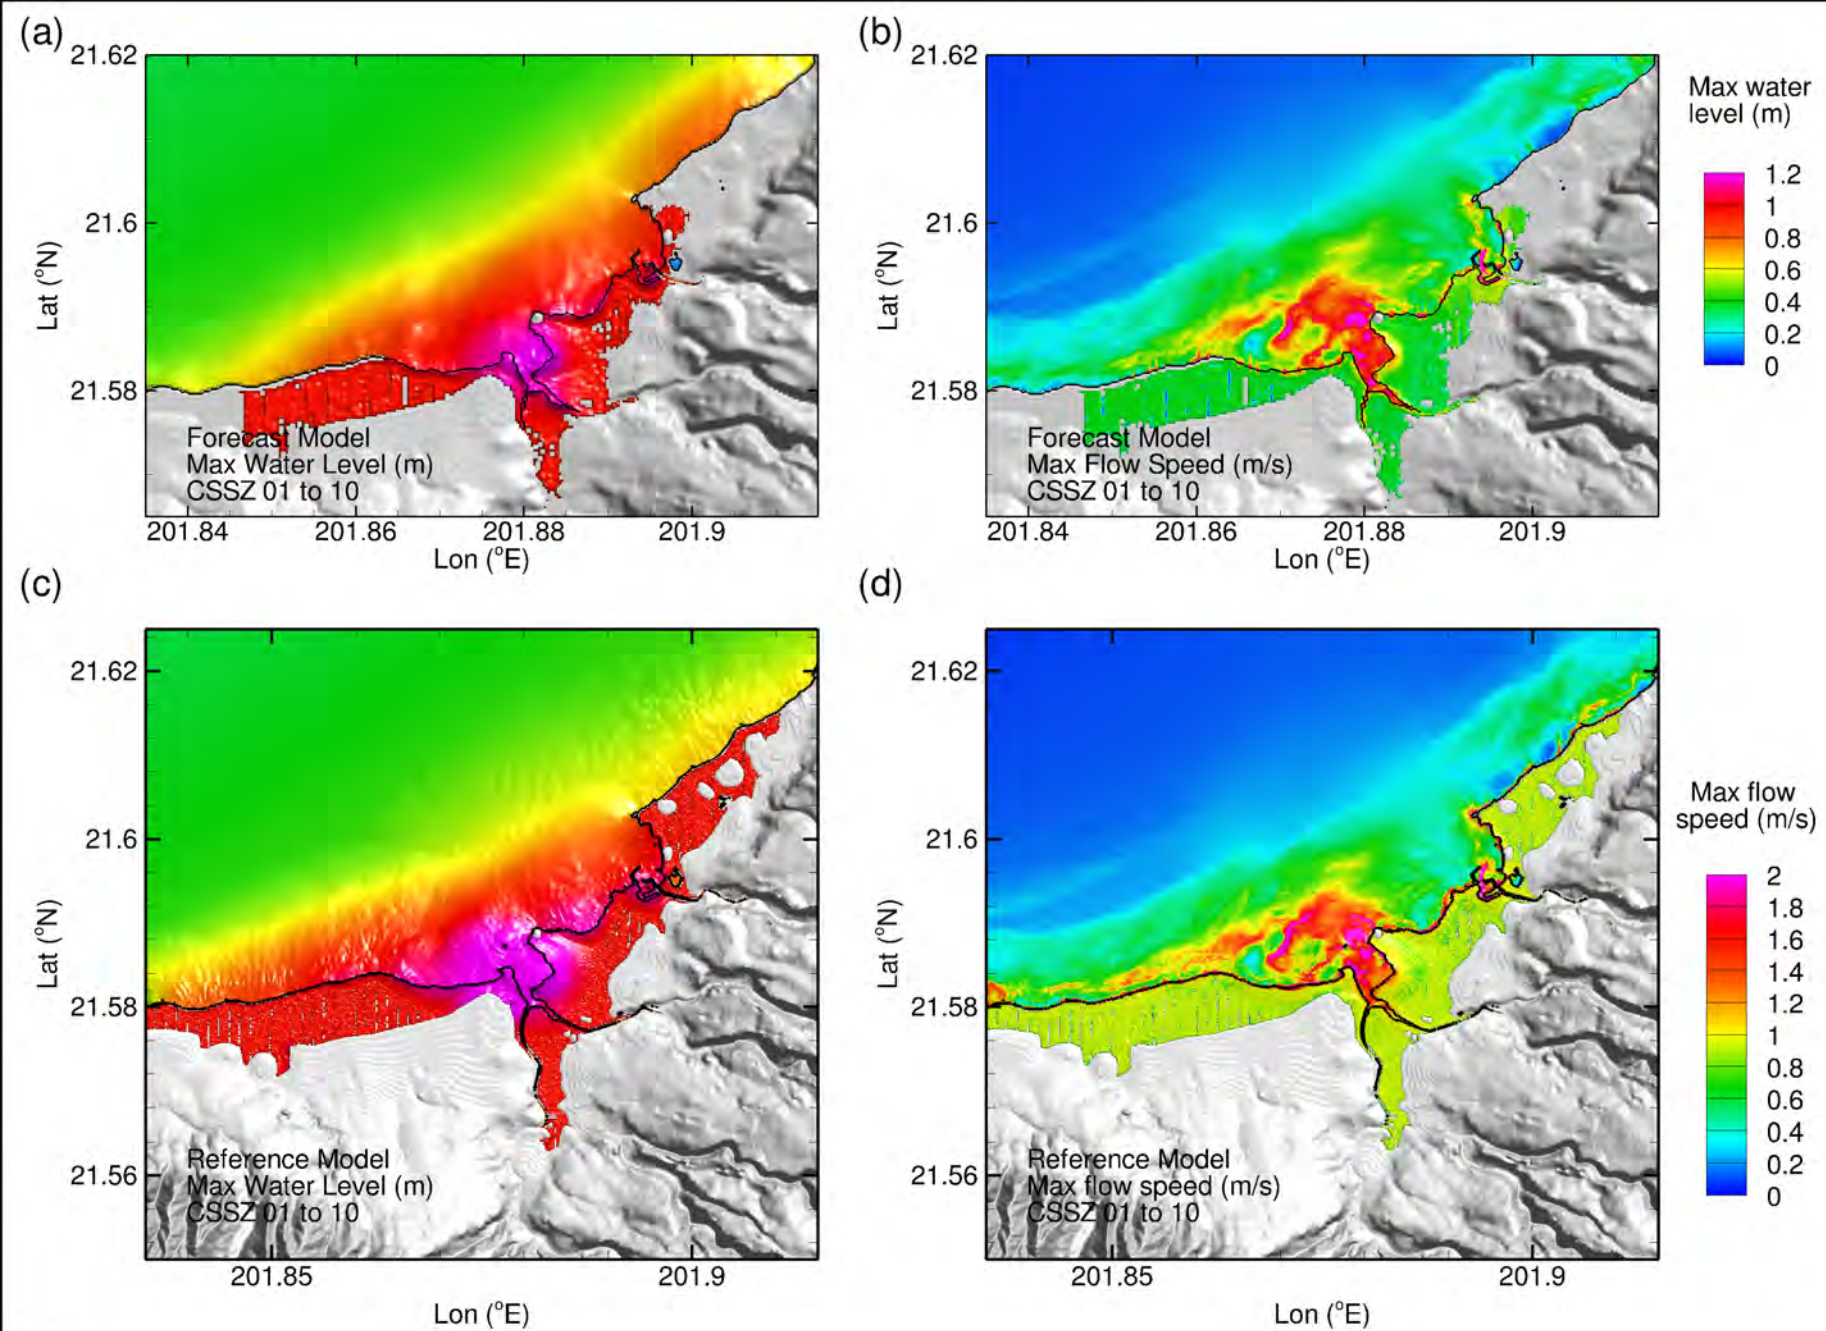 (a)
21.62
21.6
21.58
Lat (°N)
Forecast Model
Max Water Level (m)
CSSZ 01 to 10
201.84 201.86 201.88 201.9
Lon (°E)
(b)
21.62
21.6
21.58
Lat (°N)
Forecast Model
Max Flow Speed (m/s)
CSSZ 01 to 10
201.84 201.86 201.88 201.9
Lon (°E)
Max water
level (m)
1.2
1
0.8
0.6
0.4
0.2
0
(c)
21.62
21.6
21.58
21.56
Lat (°N)
Reference Model
Max Water Level (m)
CSSZ 01 to 10
201.85 201.9
Lon (°E)
(d)
21.62
21.6
21.58
21.56
Lat (°N)
Reference Model
Max flow speed (m/s)
CSSZ 01 to 10
201.85 201.9
Lon (°E)
Max flow
speed (m/s)
2
1.8
1.6
1.4
1.2
1
0.8
0.6
0.4
0.2
0